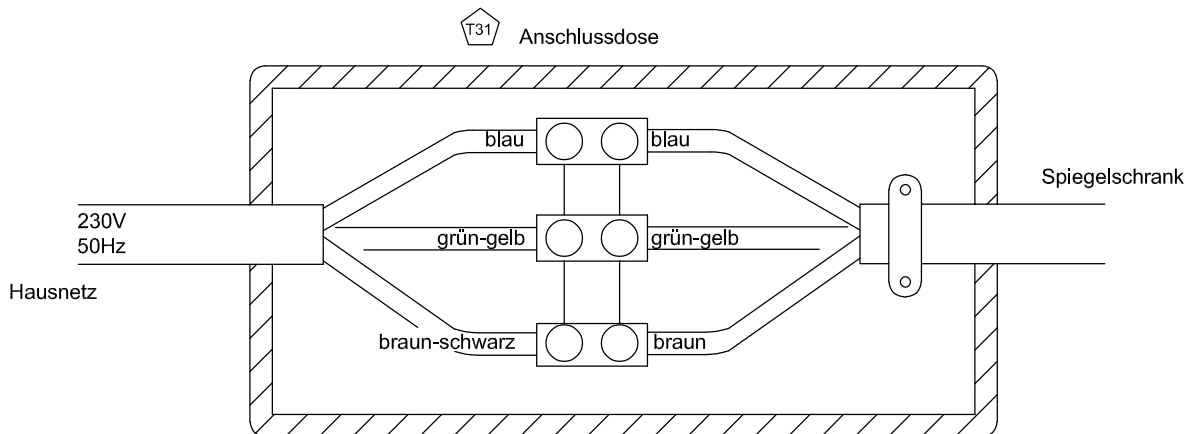 T31
Anschlussdose
blau
blau
Spiegelschrank
230V
50Hz
grün-gelb
grün-gelb
Hausnetz
braun-schwarz
braun